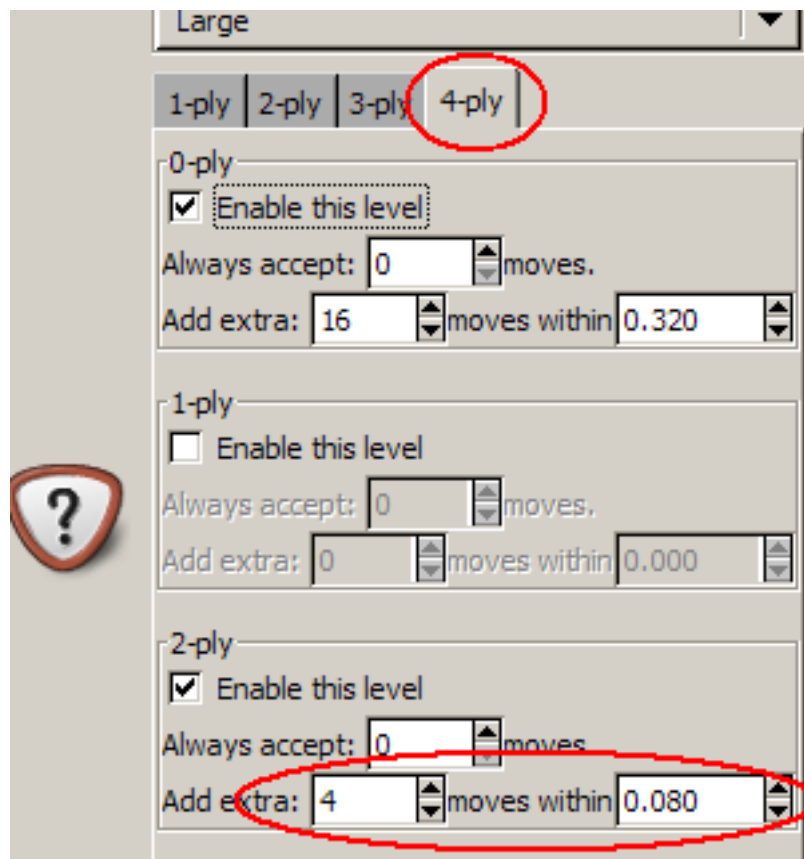 Large
1-ply 2-ply 3-ply 4-ply
0-ply
Enable this level
Always accept: 0 moves.
Add extra: 16 moves within 0.320
1-ply
Enable this level
Always accept: 0 moves.
Add extra: 0 moves within 0.000
?
2-ply
Enable this level
Always accept: 0 moves.
Add extra: 4 moves within 0.080